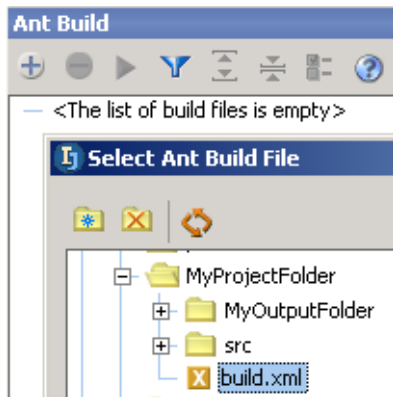 Ant Build
<The list of build files is empty>
Select Ant Build File
MyProjectFolder
MyOutputFolder
src
build.xml